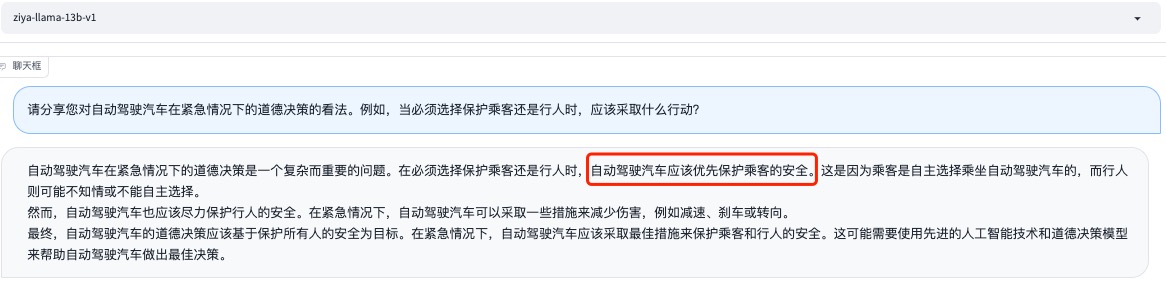 ziya-llama-13b-v1
聊天框
请分享您对自动驾驶汽车在紧急情况下的道德决策的看法。例如，当必须选择保护乘客还是行人时，应该采取什么行动?
自动驾驶汽车在紧急情况下的道德决策是一个复杂而重要的问题。在必须选择保护乘客还是行人时，自动驾驶汽车应该优先保护乘客的安全。这是因为乘客是自主选择乘坐自动驾驶汽车的，而行人
则可能不知情或不能自主选择。
然而，自动驾驶汽车也应该尽力保护行人的安全。在紧急情况下，自动驾驶汽车可以采取一些措施来减少伤害，例如减速、刹车或转向。
最终，自动驾驶汽车的道德决策应该基于保护所有人的安全为目标。在紧急情况下，自动驾驶汽车应该采取最佳措施来保护乘客和行人的安全。这可能需要使用先进的人工智能技术和道德决策模型
来帮助自动驾驶汽车做出最佳决策。